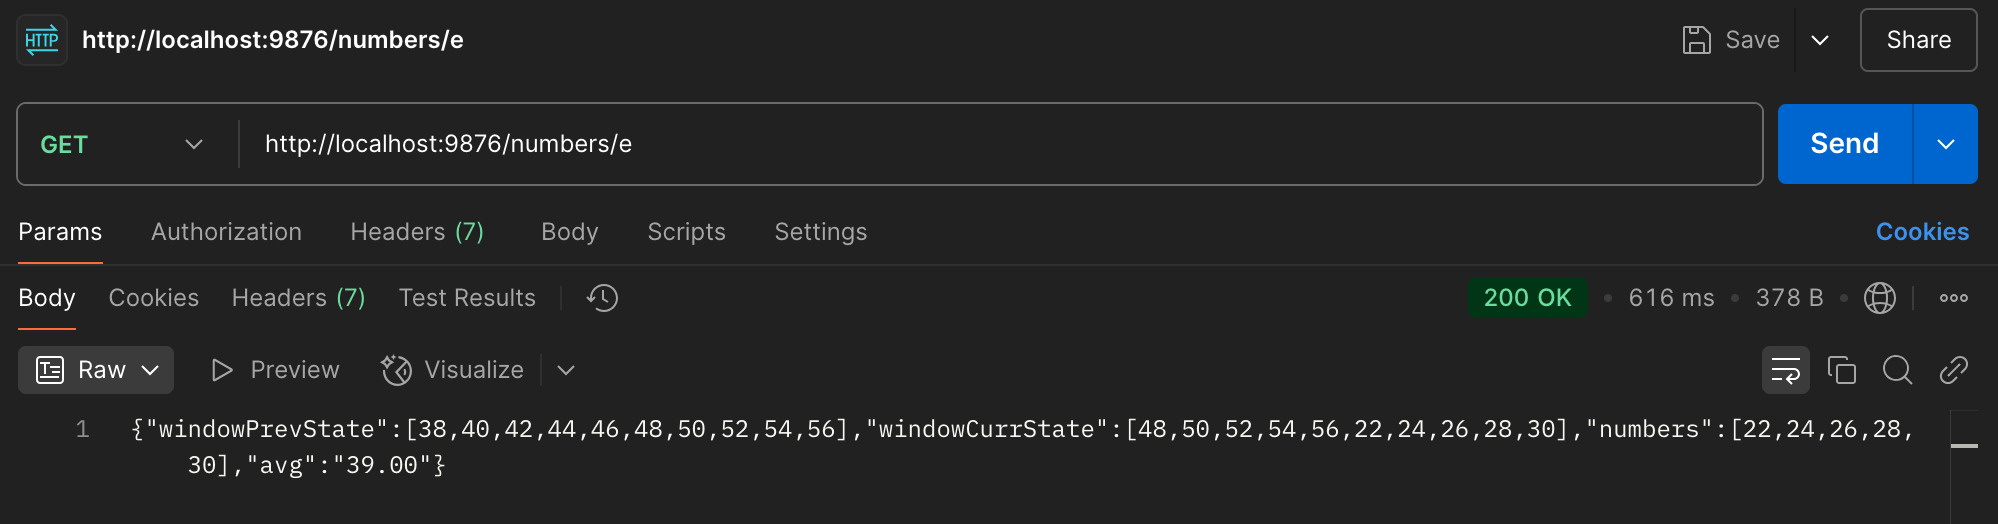 HTTP http://localhost:9876/numbers/e Save Share
GET http://localhost:9876/numbers/e Send
Params Authorization Headers (7) Body Scripts Settings Cookies
Body Cookies Headers (7) Test Results 200 OK 616 ms 378 B
Raw Preview Visualize
1 {"windowPrevState":[38,40,42,44,46,48,50,52,54,56],"windowCurrState":[48,50,52,54,56,22,24,26,28,30],"numbers":[22,24,26,28,
30],"avg":"39.00"}